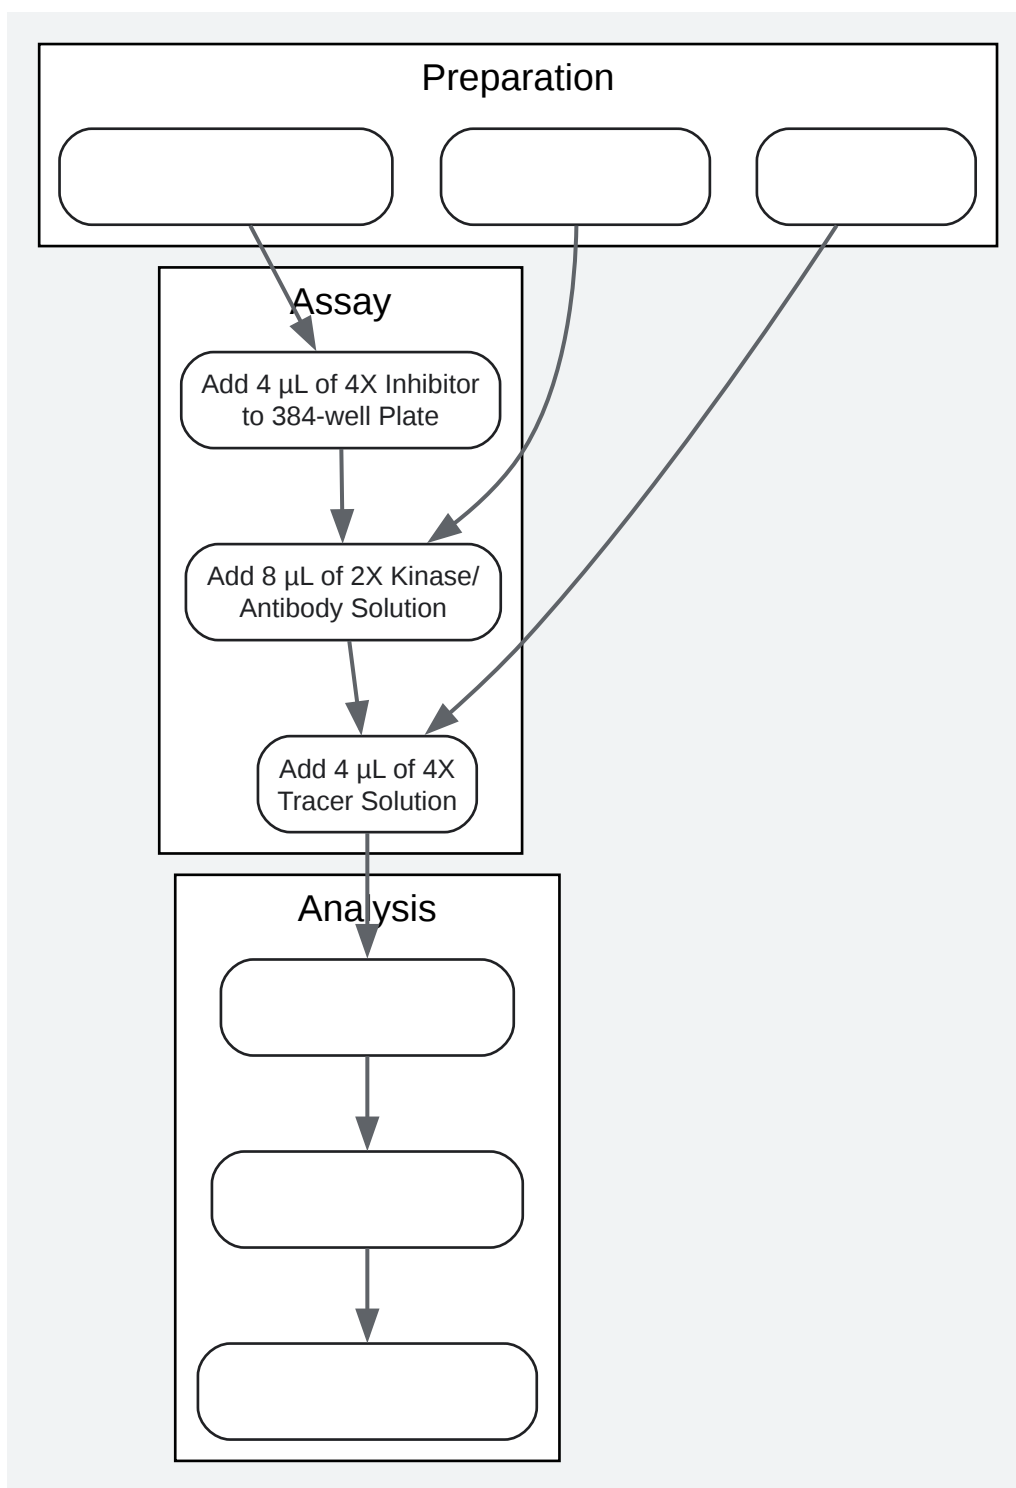 Preparation
Assay
Add 4 µL of 4X Inhibitor
to 384-well Plate
Add 8 µL of 2X Kinase/
Antibody Solution
Add 4 µL of 4X
Tracer Solution
Analysis